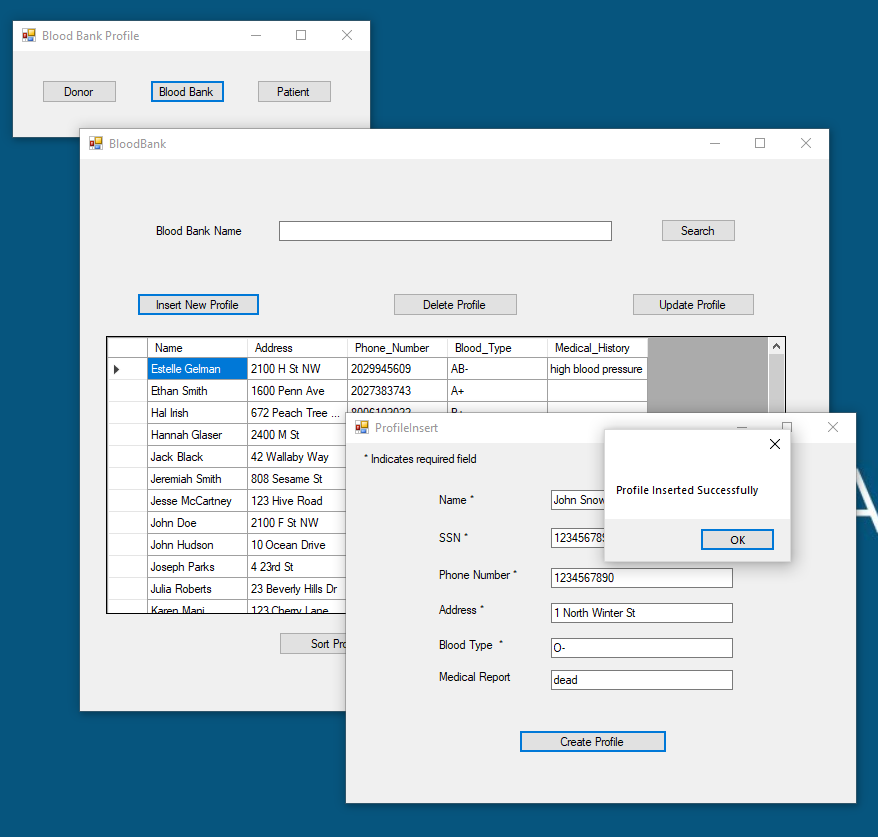 Blood Bank Profile
Donor Blood Bank Patient
BloodBank
Blood Bank Name Search
Insert New Profile Delete Profile Update Profile
Name Address Phone_Number Blood_Type Medical_History
Estelle Gelman 2100 H St NW 2029945609 AB- high blood pressure
Ethan Smith 1600 Penn Ave 2027383743 A+
Hal Irish 672 Peach Tree ...
Hannah Glaser 2400 M St
Jack Black 42 Wallaby Way
Jeremiah Smith 808 Sesame St
Jesse McCartney 123 Hive Road
John Doe 2100 F St NW
John Hudson 10 Ocean Drive
Joseph Parks 4 23rd St
Julia Roberts 23 Beverly Hills Dr
Karen Mani 123 Cherry Lane
Sort Pro
ProfileInsert
* Indicates required field
Name * John Snow
SSN * 123456789
Phone Number * 1234567890
Address * 1 North Winter St
Blood Type * O-
Medical Report dead
Create Profile
Profile Inserted Successfully
OK